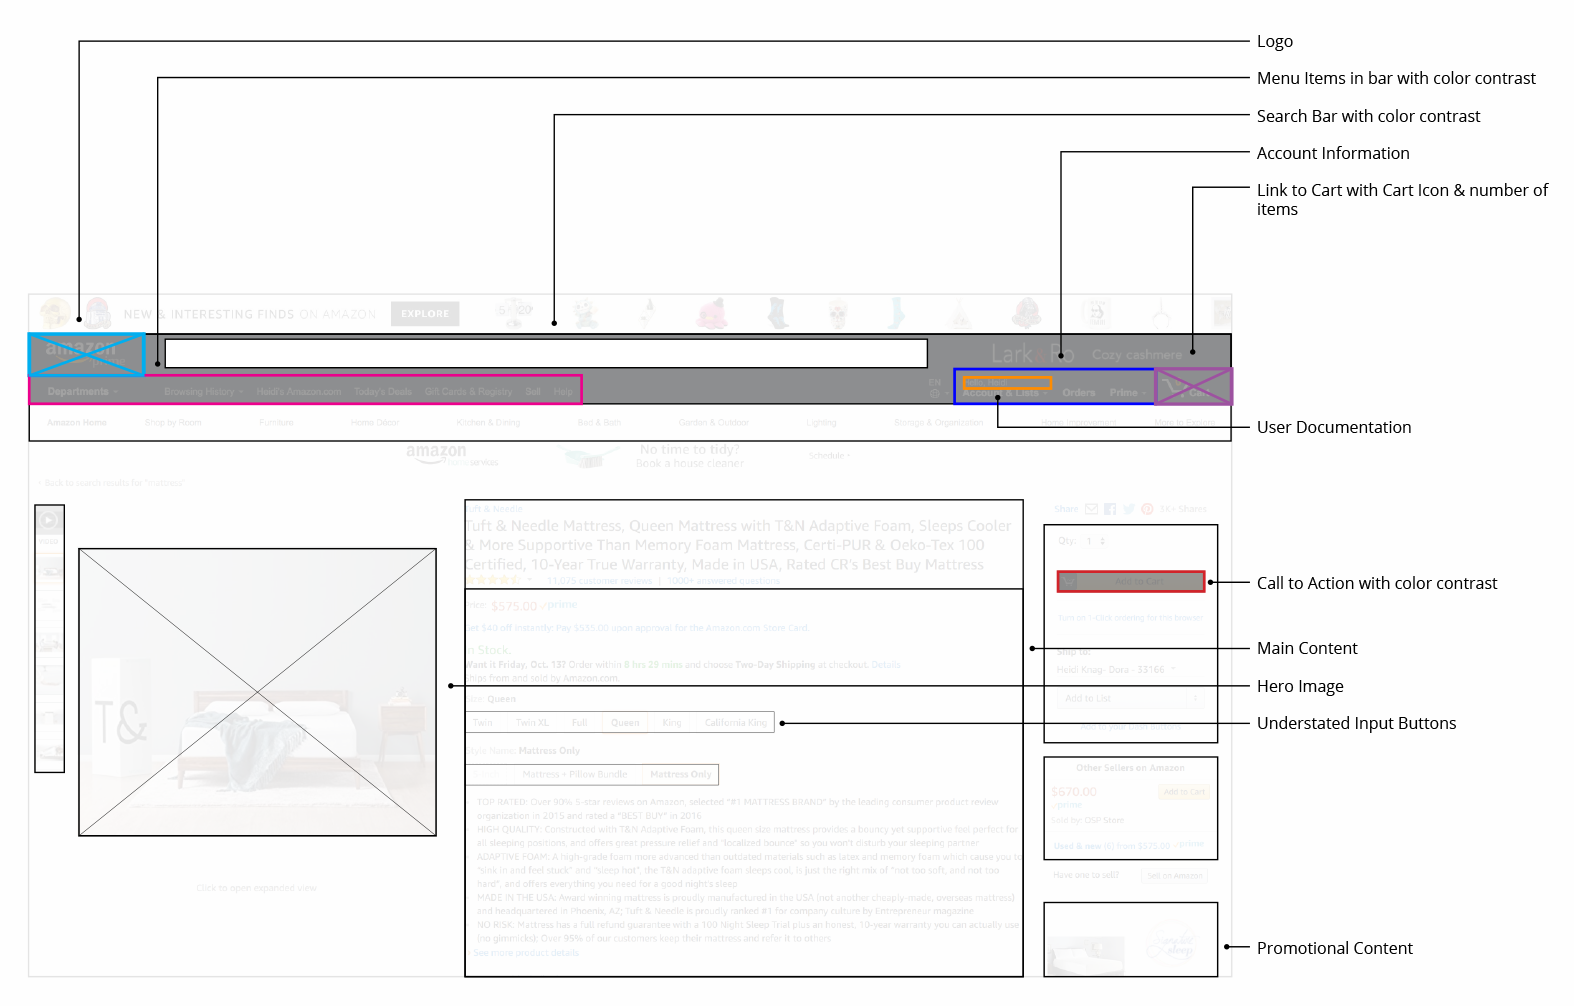 Logo
Menu Items in bar with color contrast
Search Bar with color contrast
Account Information
Link to Cart with Cart Icon & number of
items
NEW & INTERESTING FINDS ON AMAZON EXPLORE
amazon
prime
Lark & Ro Cozy cashmere
EN
Hello, Heidi
Departments Browsing History Heidi's Amazon.com Today's Deals Gift Cards & Registry Sell Help Account & Lists Orders Prime Cart
Amazon Home Shop by Room Furniture Home Décor Kitchen & Dining Bed & Bath Garden & Outdoor Lighting Storage & Organization Home Improvement More to Explore
User Documentation
amazon
home services
No time to tidy?
Book a house cleaner
Schedule
Back to search results for "mattress"
VIDEO
T&
Click to open expanded view
Tuft & Needle
Tuft & Needle Mattress, Queen Mattress with T&N Adaptive Foam, Sleeps Cooler
& More Supportive Than Memory Foam Mattress, Certi-PUR & Oeko-Tex 100
Certified, 10-Year True Warranty, Made in USA, Rated CR's Best Buy Mattress
11,075 customer reviews | 1000+ answered questions
Price: $575.00 prime
Get $40 off instantly: Pay $535.00 upon approval for the Amazon.com Store Card.
In Stock.
Want it Friday, Oct. 13? Order within 8 hrs 29 mins and choose Two-Day Shipping at checkout. Details
Ships from and sold by Amazon.com.
Size: Queen
Twin Twin XL Full Queen King California King
Style Name: Mattress Only
Mattress + Pillow Bundle Mattress Only
TOP RATED: Over 90% 5-star reviews on Amazon, selected "#1 MATTRESS BRAND" by the leading consumer product review
organization in 2015 and rated a "BEST BUY" in 2016
HIGH QUALITY: Constructed with T&N Adaptive Foam, this queen size mattress provides a bouncy yet supportive feel perfect for
all sleeping positions, and offers great pressure relief and "localized bounce" so you won't disturb your sleeping partner
ADAPTIVE FOAM: A high-grade foam more advanced than outdated materials such as latex and memory foam which cause you to
"sink in and feel stuck" and "sleep hot", the T&N adaptive foam sleeps cool, is just the right mix of "not too soft, and not too
hard", and offers everything you need for a good night's sleep
MADE IN THE USA: Award winning mattress is proudly manufactured in the USA (not another cheaply-made, overseas mattress)
and headquartered in Phoenix, AZ; Tuft & Needle is proudly ranked #1 for company culture by Entrepreneur magazine
NO RISK: Mattress has a full refund guarantee with a 100 Night Sleep Trial plus an honest, 10-year warranty you can actually use
(no gimmicks); Over 95% of our customers keep their mattress and refer it to others
See more product details
Share 1K+ Shares
Qty: 1
Add to Cart
Turn on 1-Click ordering for this browser
Ship to:
Heidi Knag- Doro - 33166
Add to List
Other Sellers on Amazon
$670.00 Add to Cart
prime
Sold by: DSP Store
Used & new (6) from $575.00 prime
Have one to sell? Sell on Amazon
Call to Action with color contrast
Main Content
Hero Image
Understated Input Buttons
Promotional Content